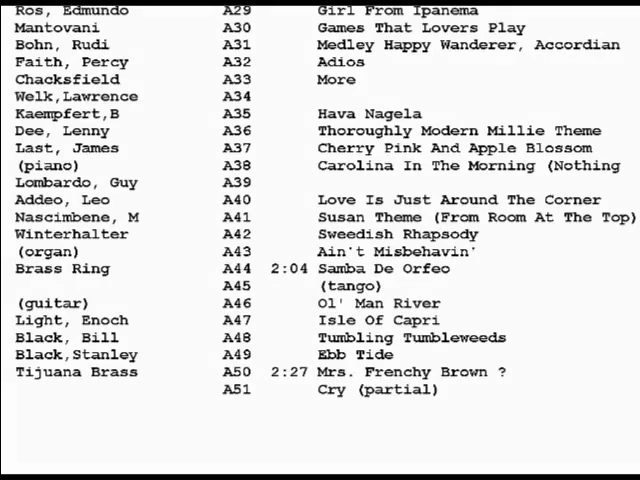 Ros, Edmundo A29 Girl From Ipanema
Mantovani A30 Games That Lovers Play
Bohn, Rudi A31 Medley Happy Wanderer, Accordian
Faith, Percy A32 Adios
Chacksfield A33 More
Welk,Lawrence A34
Kaempfert,B A35 Hava Nagela
Dee, Lenny A36 Thoroughly Modern Millie Theme
Last, James A37 Cherry Pink And Apple Blossom
(piano) A38 Carolina In The Morning (Nothing
Lombardo, Guy A39
Addeo, Leo A40 Love Is Just Around The Corner
Nascimbene, M A41 Susan Theme (From Room At The Top)
Winterhalter A42 Swedish Rhapsody
(organ) A43 Ain't Misbehavin'
Brass Ring A44 2:04 Samba De Orfeo
A45 (tango)
(guitar) A46 Ol' Man River
Light, Enoch A47 Isle Of Capri
Black, Bill A48 Tumbling Tumbleweeds
Black,Stanley A49 Ebb Tide
Tijuana Brass A50 2:27 Mrs. Frenchy Brown ?
A51 Cry (partial)